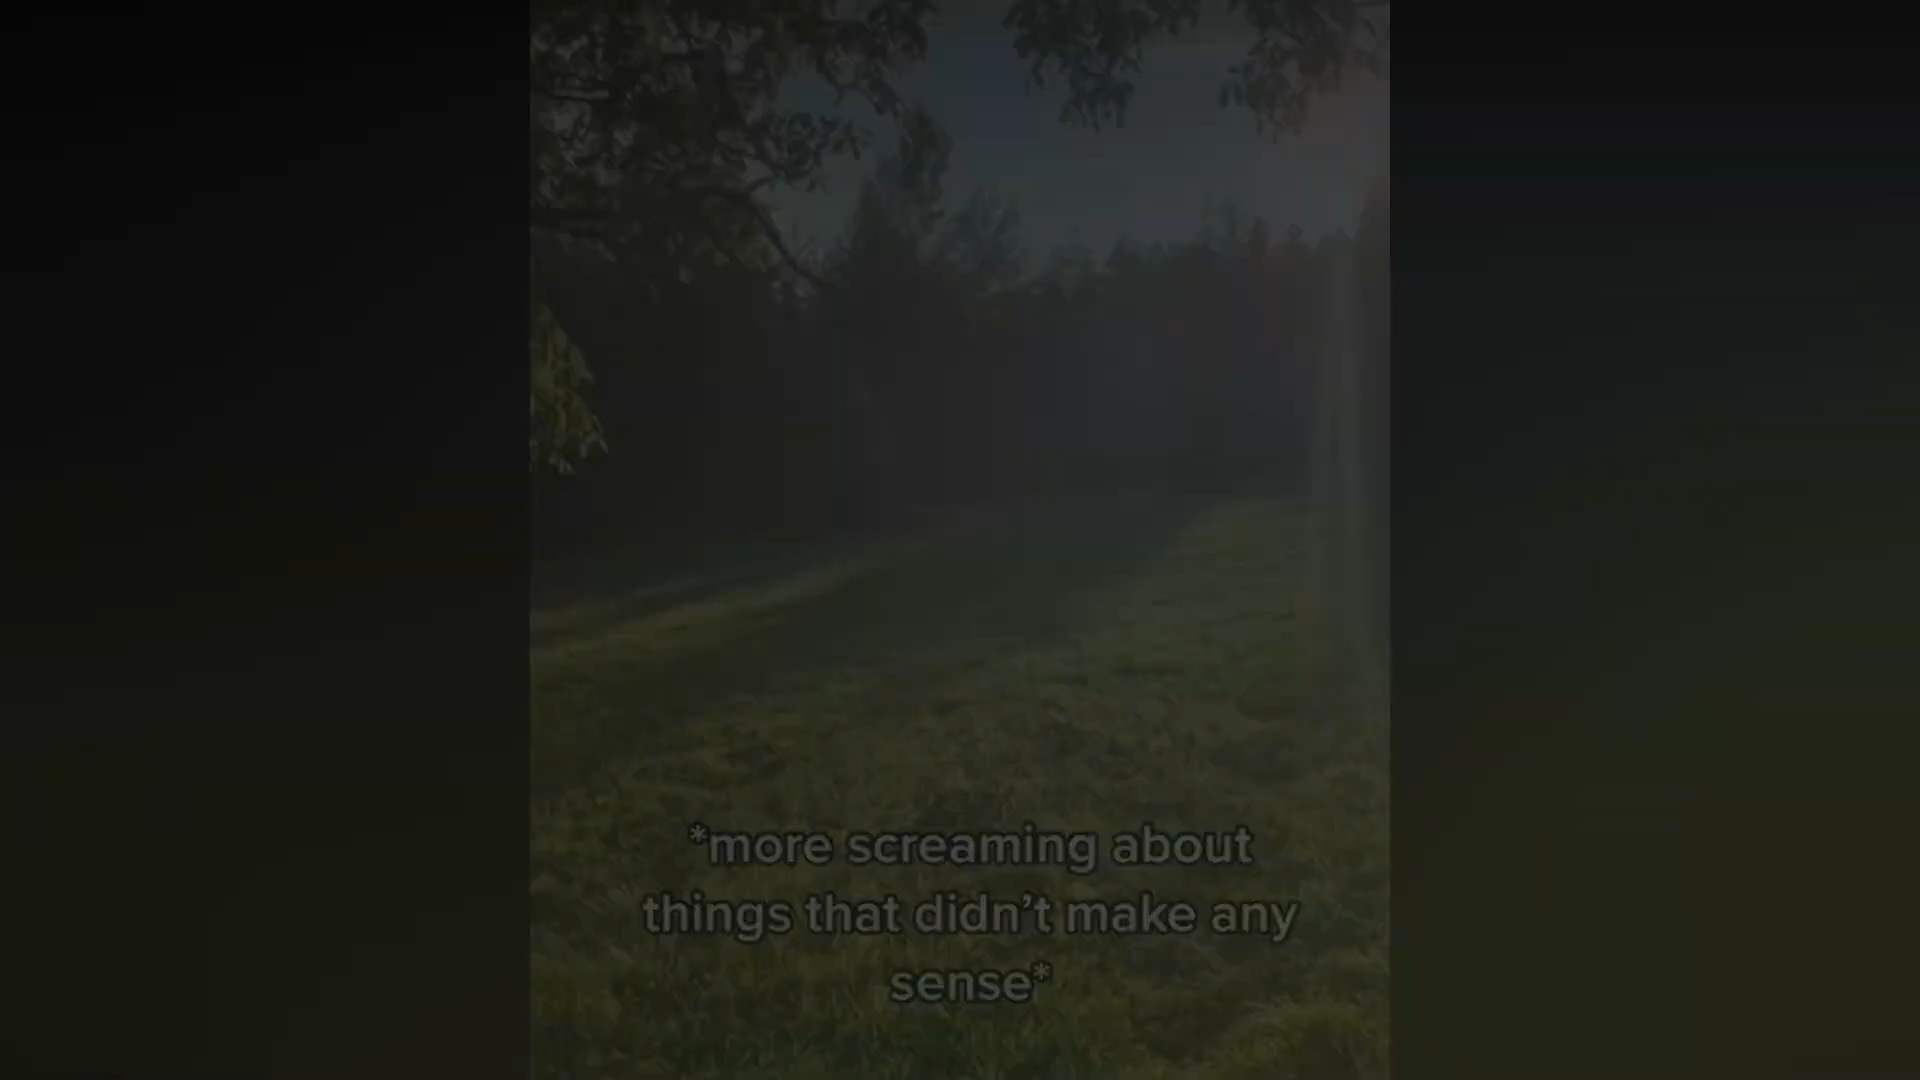 *more screaming about
things that didn’t make any
sense*